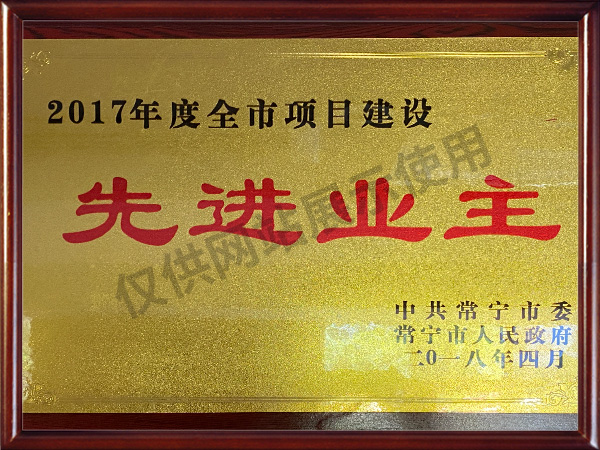 2017年度全市项目建设
先进业主
仅供网站展示使用
中共常宁市委
常宁市人民政府
二〇一八年四月